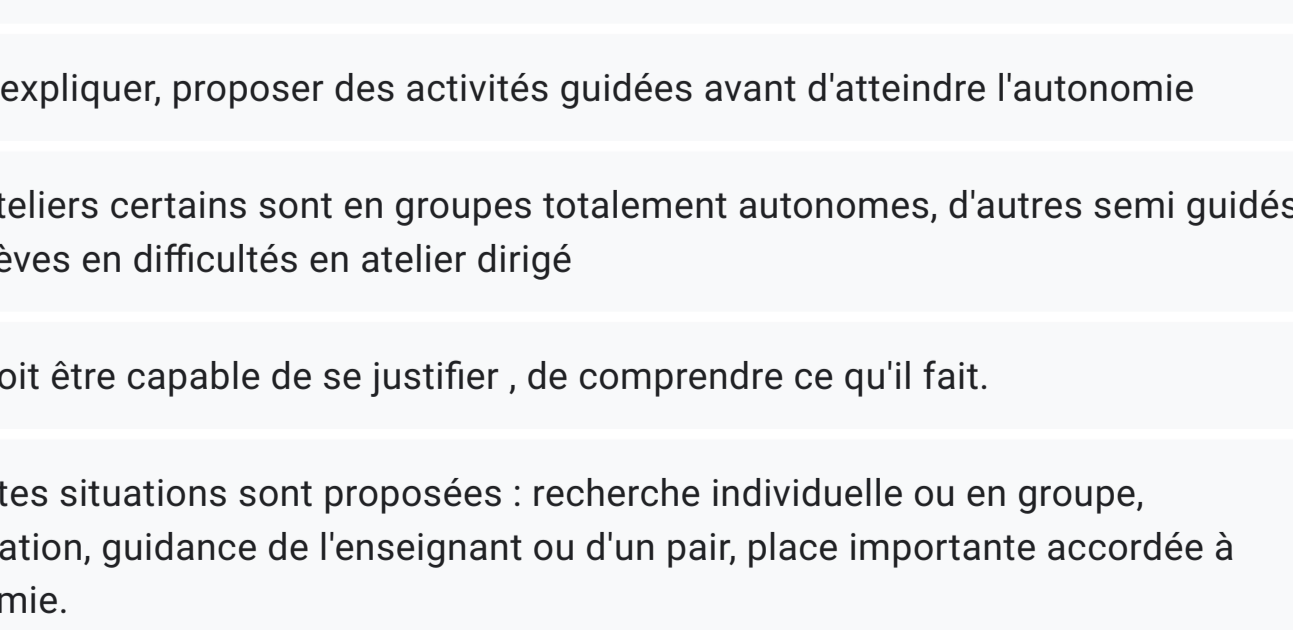 expliquer, proposer des activités guidées avant d'atteindre l'autonomie
teliers certains sont en groupes totalement autonomes, d'autres semi guidés
èves en difficultés en atelier dirigé
oit être capable de se justifier , de comprendre ce qu'il fait.
tes situations sont proposées : recherche individuelle ou en groupe,
ation, guidance de l'enseignant ou d'un pair, place importante accordée à
mie.